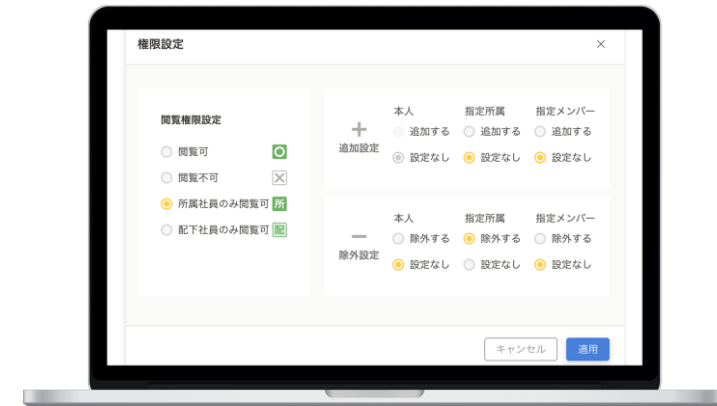 権限設定
×
閲覧権限設定
閲覧可
閲覧不可
所属社員のみ閲覧可 所
配下社員のみ閲覧可 配
追加設定
本人 指定所属 指定メンバー
追加する 追加する 追加する
設定なし 設定なし 設定なし
除外設定
本人 指定所属 指定メンバー
除外する 除外する 除外する
設定なし 設定なし 設定なし
キャンセル 適用